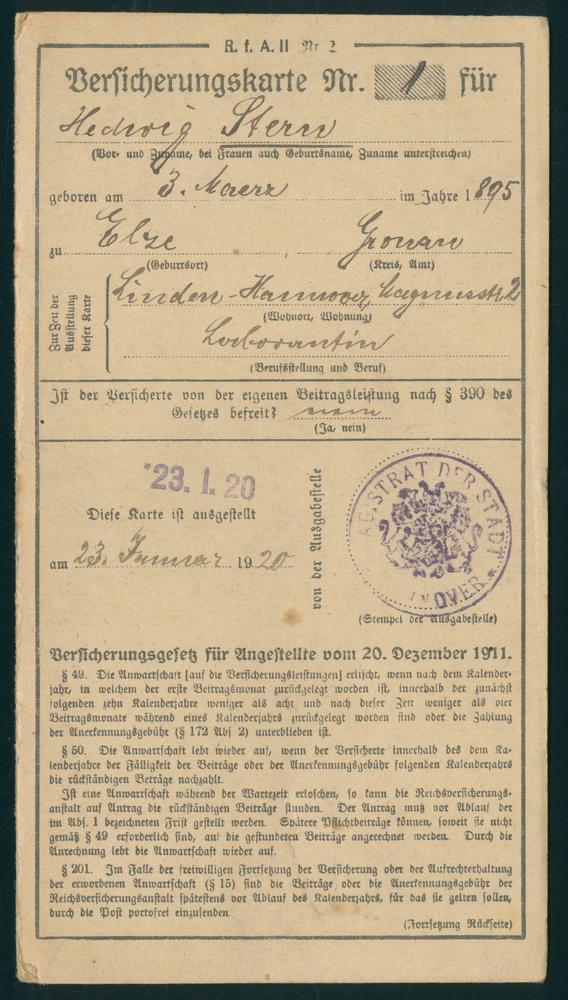 R. f. A. II Nr 2
Versicherungskarte Nr. 1 für
Hedwig Stern
(Vor- und Zuname, bei Frauen auch Geburtsname, Zuname unterstreichen)
geboren am 3. Maerz im Jahre 1895
zu Elze Gronau
(Geburtsort) (Kreis, Amt)
Zur Zeit der Ausstellung dieser Karte
Linden-Hannover, Magnusstr 2
(Wohnort, Wohnung)
Laborantin
(Berufsstellung und Beruf)
Ist der Versicherte von der eigenen Beitragsleistung nach § 390 des
Gesetzes befreit? nein
(Ja, nein)
*23. I. 20
Diese Karte ist ausgestellt
am 23. Januar 1920
von der Ausgabestelle
MAGISTRAT DER STADT HANNOVER *
(Stempel der Ausgabestelle)
Versicherungsgesetz für Angestellte vom 20. Dezember 1911.
§ 49. Die Anwartschaft [auf die Versicherungsleistungen] erlischt, wenn nach dem Kalender-
jahr, in welchem der erste Beitragsmonat zurückgelegt worden ist, innerhalb der zunächst
folgenden zehn Kalenderjahre weniger als acht und nach dieser Zeit weniger als vier
Beitragsmonate während eines Kalenderjahrs zurückgelegt worden sind oder die Zahlung
der Anerkennungsgebühr (§ 172 Abs 2) unterblieben ist.
§ 50. Die Anwartschaft lebt wieder auf, wenn der Versicherte innerhalb des dem Ka-
lenderjahre der Fälligkeit der Beiträge oder der Anerkennungsgebühr folgenden Kalenderjahrs
die rückständigen Beträge nachzahlt.
Ist eine Anwartschaft während der Wartezeit erloschen, so kann die Reichsversicherungs-
anstalt auf Antrag die rückständigen Beiträge stunden. Der Antrag muß vor Ablauf der
im Abs. 1 bezeichneten Frist gestellt werden. Spätere Pflichtbeiträge können, soweit sie nicht
gemäß § 49 erforderlich sind, auf die gestundeten Beiträge angerechnet werden. Durch die
Anrechnung lebt die Anwartschaft wieder auf.
§ 201. Im Falle der freiwilligen Fortsetzung der Versicherung oder der Aufrechterhaltung
der erworbenen Anwartschaft (§ 15) sind die Beiträge oder die Anerkennungsgebühr der
Reichsversicherungsanstalt spätestens vor Ablauf des Kalenderjahrs, für das sie gelten sollen,
durch die Post portofrei einzusenden
(Fortsetzung Rückseite)